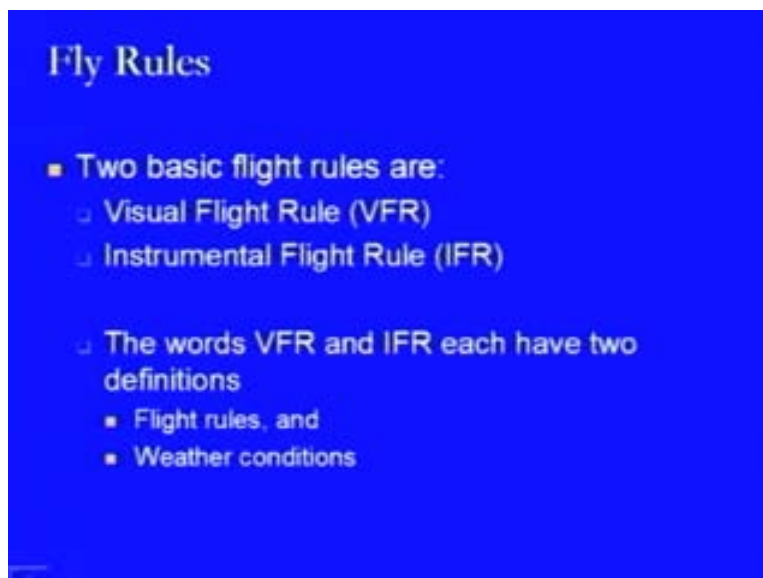 Fly Rules
Two basic flight rules are:
Visual Flight Rule (VFR)
Instrumental Flight Rule (IFR)
The words VFR and IFR each have two
definitions
Flight rules, and
Weather conditions